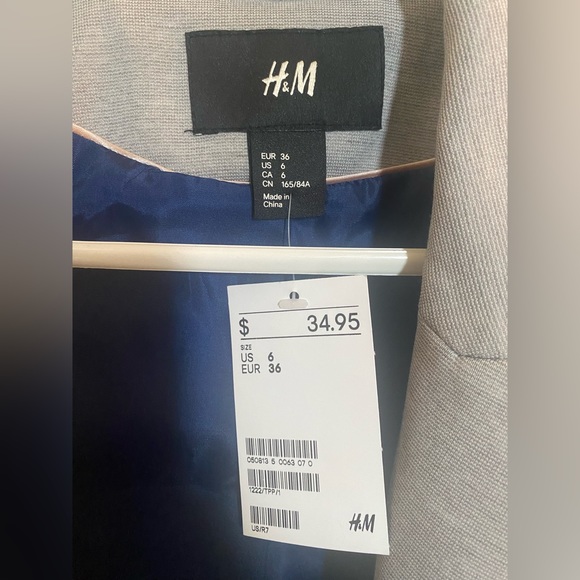 H&M
EUR 36
US 6
CA 6
CN 165/84A
Made in
China
$ 34.95
SIZE
US 6
EUR 36
050813 5 0063 07 0
1222/TPP/1
US/R7
H&M